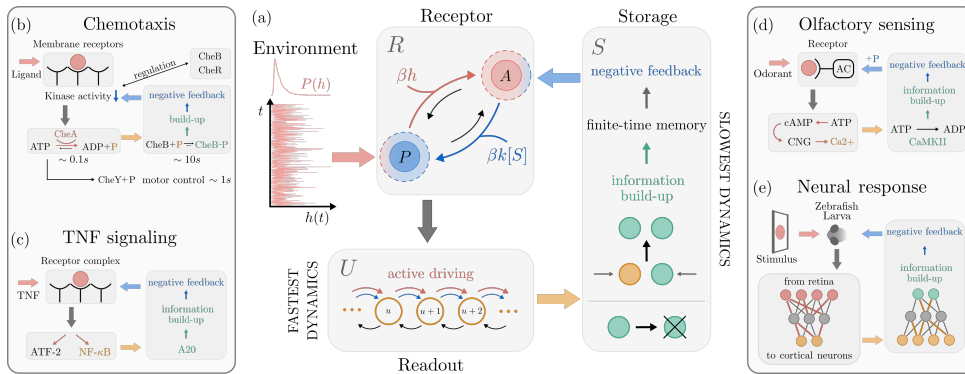 (b) Chemotaxis
Membrane receptors
Ligand
regulation
CheB
CheR
Kinase activity
negative feedback
build-up
CheA
ATP ⇌ ADP+P
~ 0.1s
CheB+P ⇌ CheB-P
~ 10s
CheY+P motor control ~ 1s
(c)
TNF signaling
Receptor complex
TNF
negative feedback
information
build-up
ATF-2
NF-κB
A20
(a)
Environment
P(h)
t
h(t)
Receptor
R
βh
A
P
βk[S]
FASTEST
DYNAMICS
U
active driving
u
u + 1
u + 2
Readout
Storage
S
negative feedback
finite-time memory
information
build-up
SLOWEST DYNAMICS
(d)
Olfactory sensing
Receptor
Odorant
AC
+P
negative feedback
information
build-up
cAMP ATP
CNG Ca2+
ATP ADP
CaMKII
(e)
Neural response
Stimulus
Zebrafish
Larva
negative feedback
information
build-up
from retina
to cortical neurons